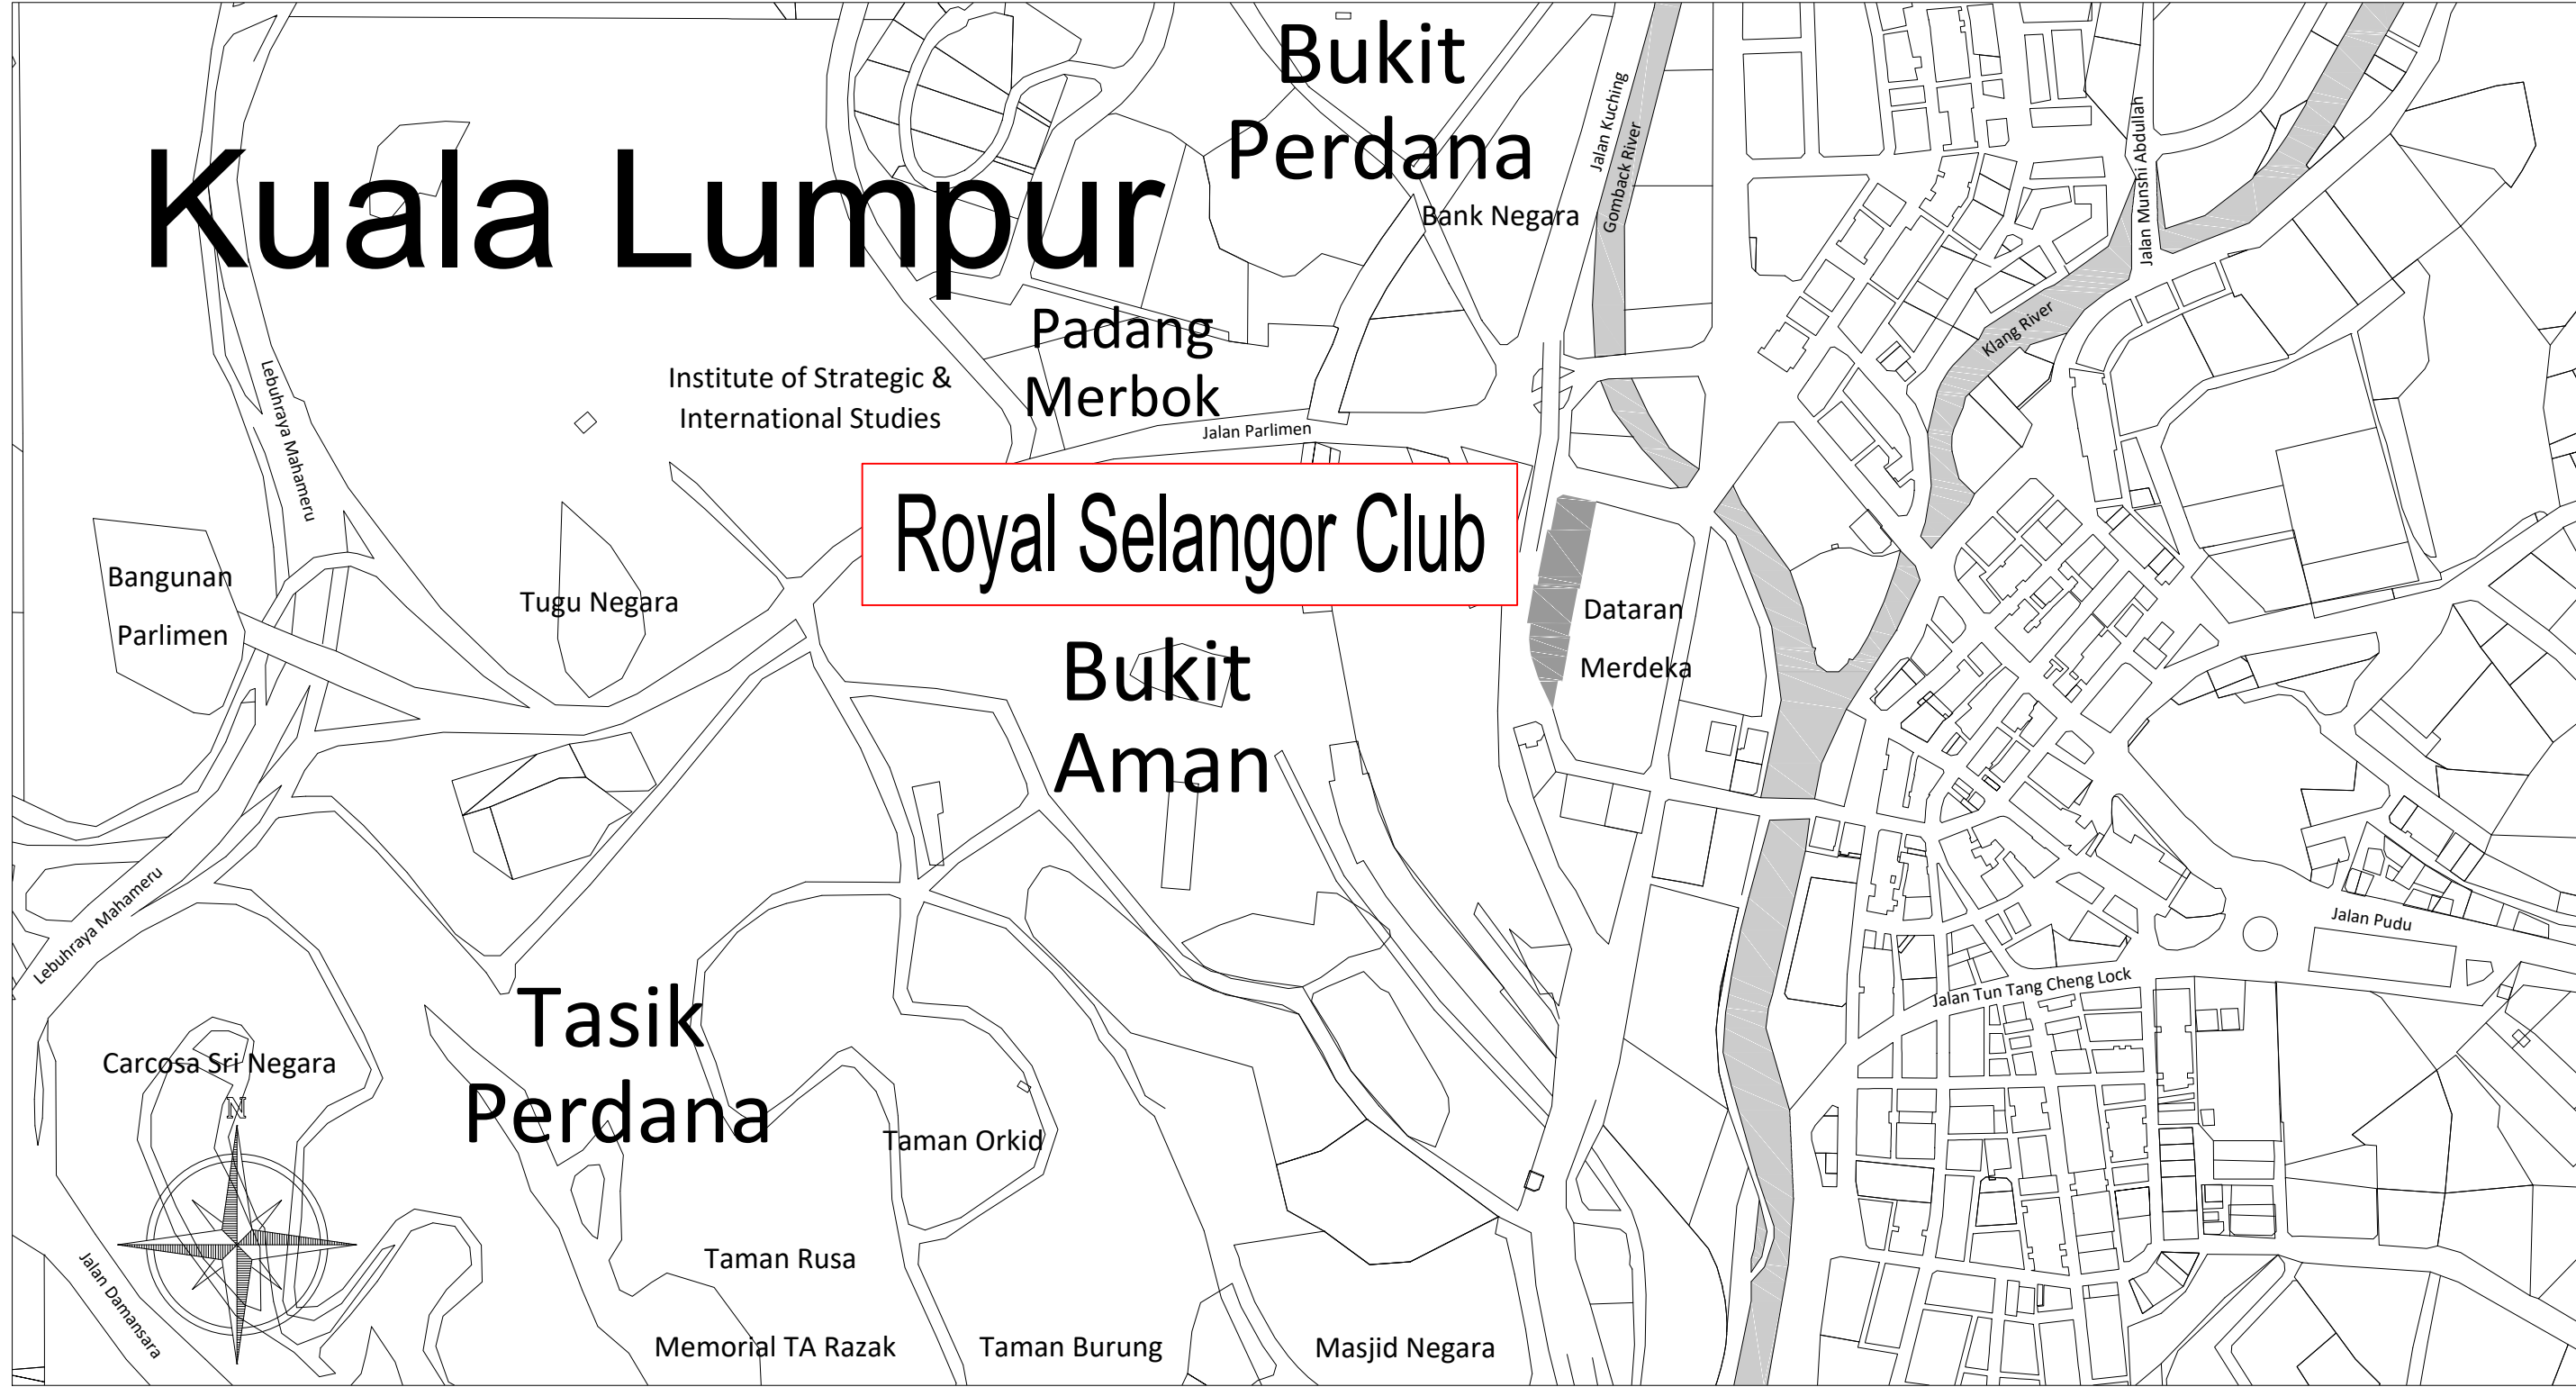 Bukit
Perdana
Kuala Lumpur
Jalan Kuching
Gomback River
Jalan Munshi Abdullah
Bank Negara
Padang
Merbok
Klang River
Institute of Strategic &
International Studies
Jalan Parlimen
Lebuhraya Mahameru
Royal Selangor Club
Bangunan
Parlimen
Tugu Negara
Dataran
Merdeka
Bukit
Aman
Lebuhraya Mahameru
Jalan Pudu
Jalan Tun Tang Cheng Lock
Tasik
Perdana
Carcosa Sri Negara
N
Taman Orkid
Taman Rusa
Jalan Damansara
Memorial TA Razak
Taman Burung
Masjid Negara